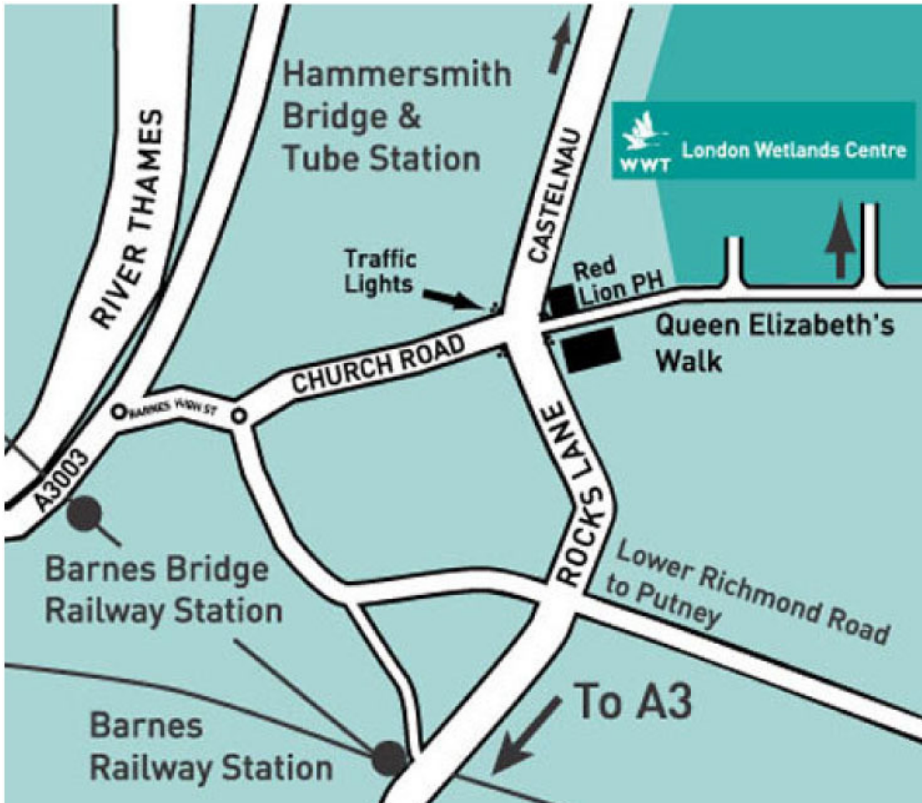 Hammersmith
Bridge &
Tube Station
WWT
London Wetlands Centre
RIVER THAMES
CASTELNAU
Traffic
Lights
Red
Lion PH
Queen Elizabeth's
Walk
CHURCH ROAD
BARNES HIGH ST
A3003
ROCKS LANE
Barnes Bridge
Railway Station
Lower Richmond Road
to Putney
To A3
Barnes
Railway Station